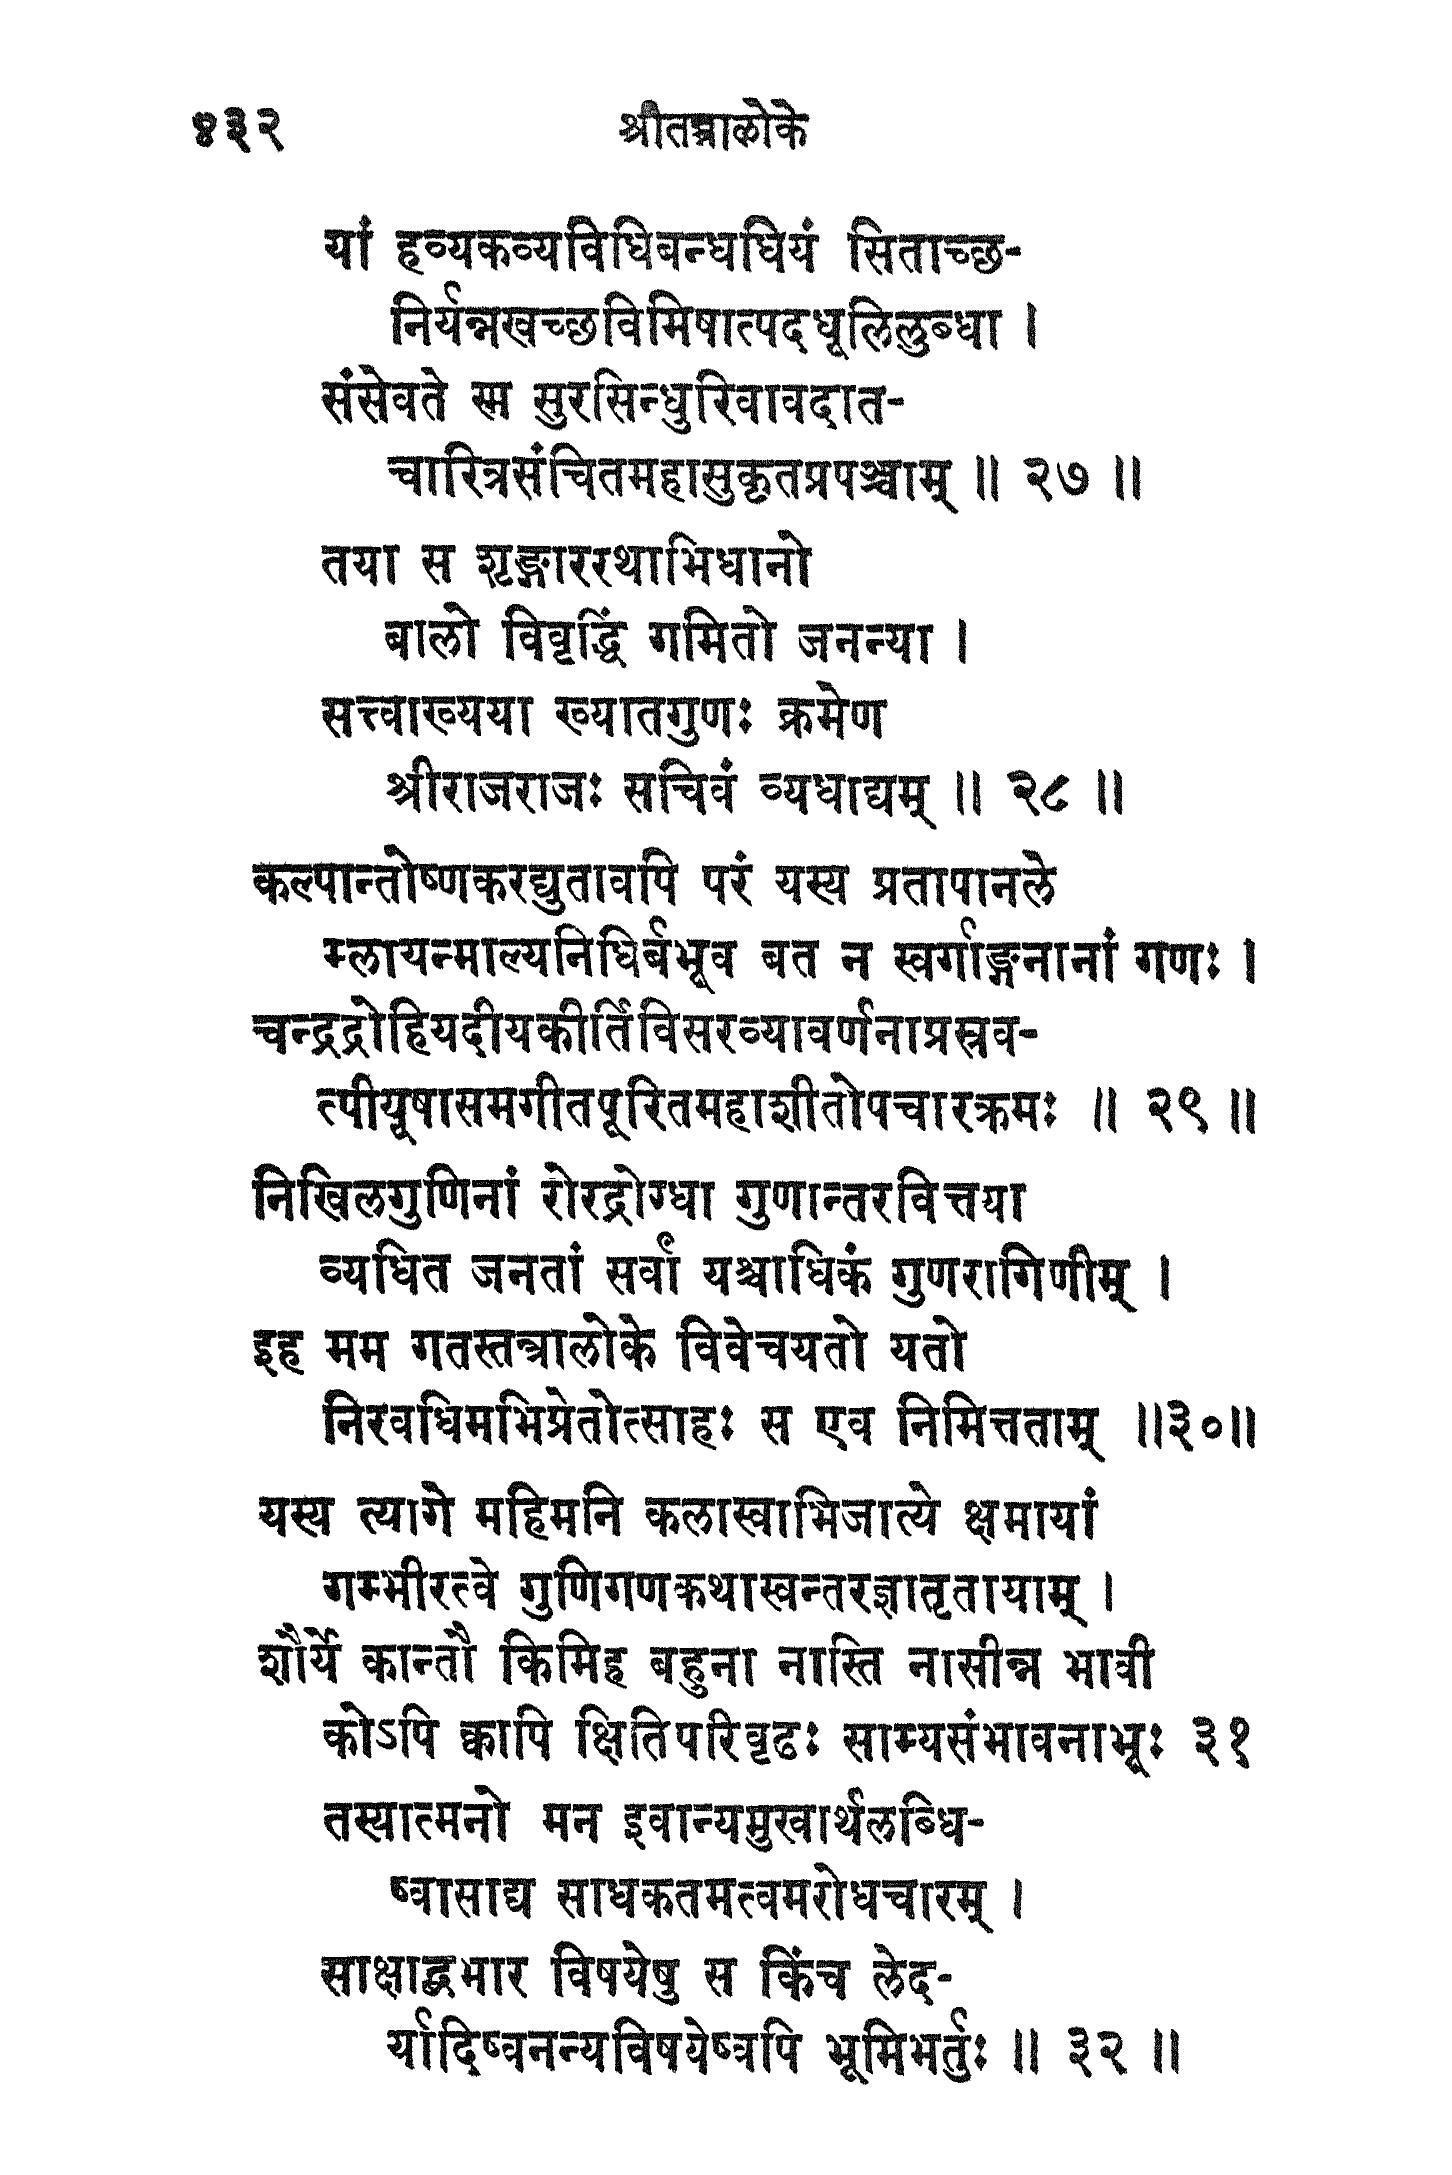 ४३२ श्रीतन्त्रालोके
यां हव्यकव्यविधिबन्धधियं सिताच्छ-
निर्यन्नखच्छविमिषात्पदधूलिलुब्धा ।
संसेवते स्म सुरसिन्धुरिवावदात-
चारित्रसंचितमहासुकृतप्रपञ्चाम् ॥ २७ ॥
तया स शृङ्गाररथाभिधानो
बालो विवृद्धिं गमितो जनन्या ।
सत्त्वाख्यया ख्यातगुणः क्रमेण
श्रीराजराजः सचिवं व्यधाद्यम् ॥ २८ ॥
कल्पान्तोष्णकरद्युतावपि परं यस्य प्रतापानले
म्लायन्माल्यनिधिर्बभूव बत न स्वर्गाङ्गनानां गणः ।
चन्द्रद्रोहियदीयकीर्तिविसरव्यावर्णनाप्रस्रव-
त्पीयूषासमगीतपूरितमहाशीतोपचारक्रमः ॥ २९ ॥
निखिलगुणिनां रोरद्रोग्धा गुणान्तरवित्तया
व्यधित जनतां सर्वां यश्चाधिकं गुणरागिणीम् ।
इह मम गतस्तन्त्रालोके विवेचयतो यतो
निरवधिमभिप्रेतोत्साहः स एव निमित्तताम् ॥३०॥
यस्य त्यागे महिमनि कलास्वाभिजात्ये क्षमायां
गम्भीरत्वे गुणिगणकथास्वन्तरज्ञातृतायाम् ।
शौर्ये कान्तौ किमिह बहुना नास्ति नासीन्न भावी
कोऽपि क्वापि क्षितिपरिवृढः साम्यसंभावनाभूः ३१
तस्यात्मनो मन इवान्यमुखार्थलब्धि-
ष्वासाद्य साधकतमत्वमरोधचारम् ।
साक्षाद्बभार विषयेषु स किंच लेद-
र्यादिष्वनन्यविषयेष्वपि भूमिभर्तुः ॥ ३२ ॥